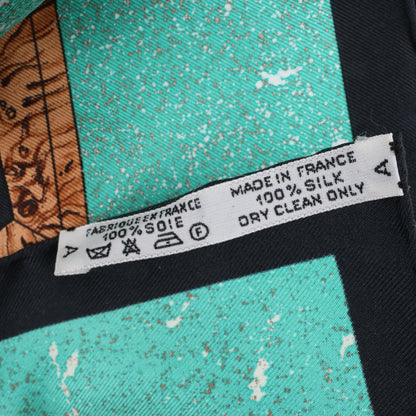 A
FABRIQUE EN FRANCE
100% SOIE
F
MADE IN FRANCE
100% SILK
DRY CLEAN ONLY
A